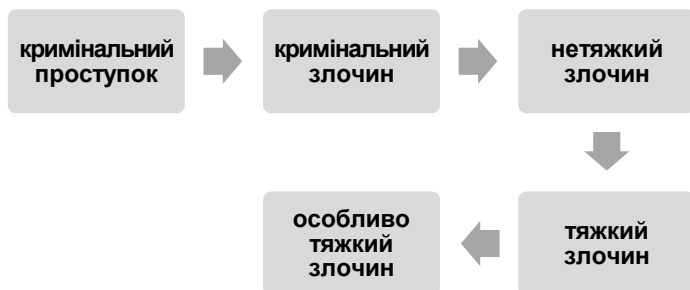 кримінальний
проступок
кримінальний
злочин
нетяжкий
злочин
тяжкий
злочин
особливо
тяжкий
злочин